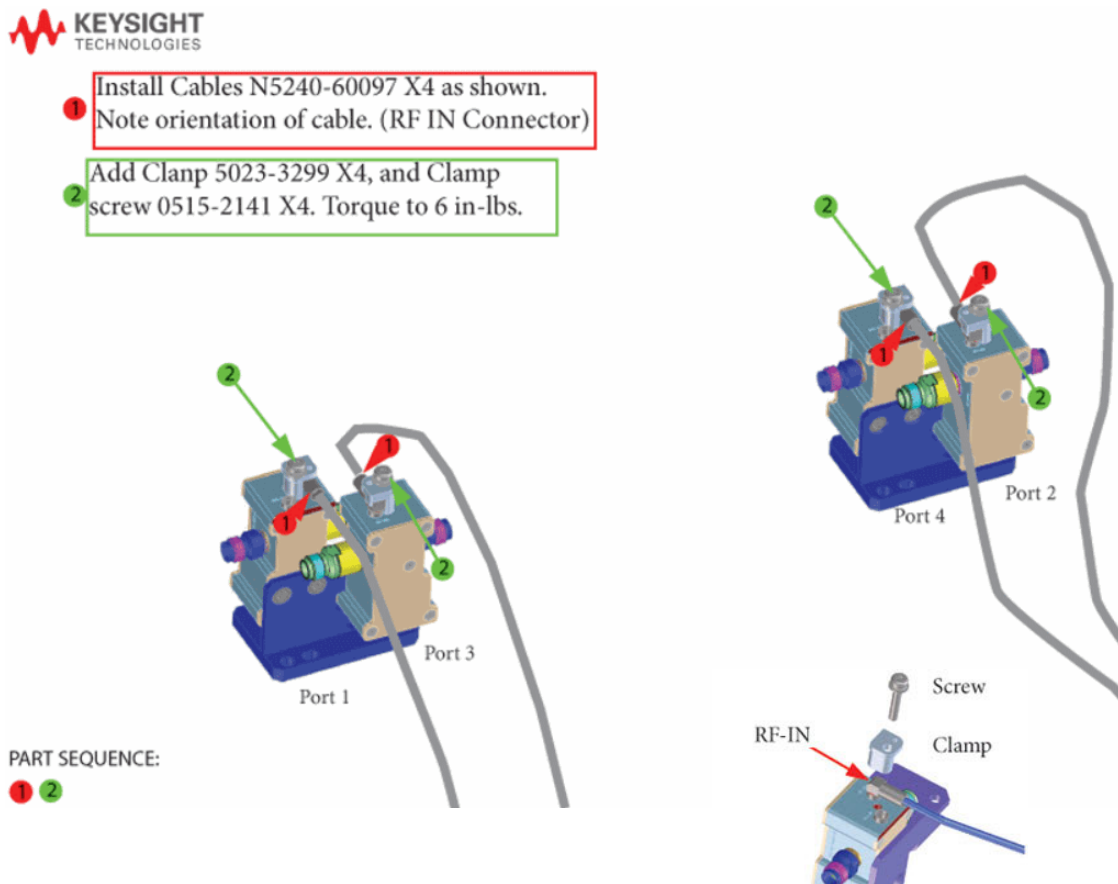 KEYSIGHT
TECHNOLOGIES
1
Install Cables N5240-60097 X4 as shown.
Note orientation of cable. (RF IN Connector)
2
Add Clanp 5023-3299 X4, and Clamp
screw 0515-2141 X4. Torque to 6 in-lbs.
2
1
1
2
Port 2
Port 4
2
1
1
2
Port 3
Port 1
Screw
RF-IN
Clamp
PART SEQUENCE:
1 2